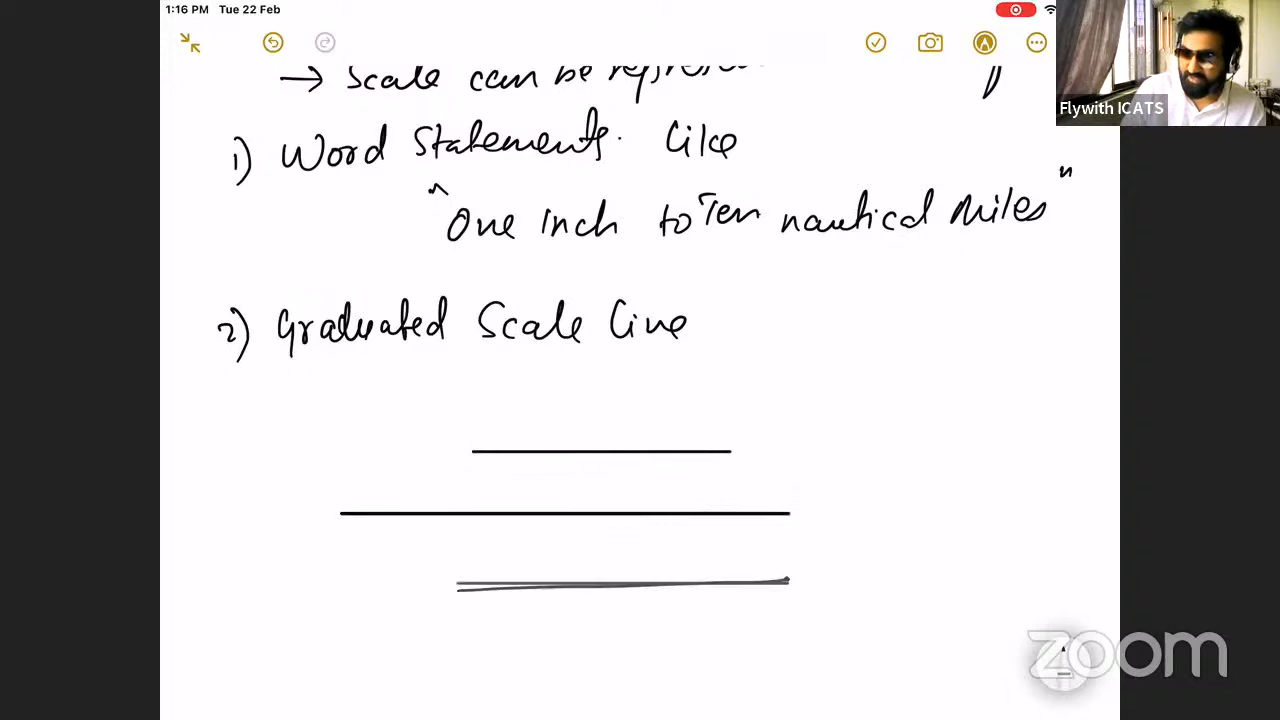 1:16 PM Tue 22 Feb
→ Scale can be
Flywith ICATS
1) Word Statements. Like
"One inch to Ten nautical Miles"
2) Graduated Scale Line
zoom